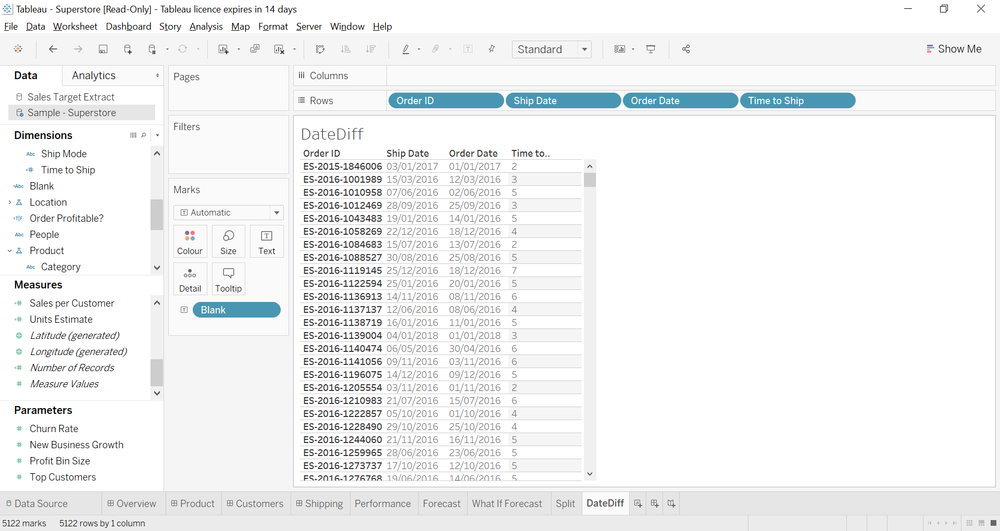 Tableau - Superstore [Read-Only] - Tableau licence expires in 14 days
File Data Worksheet Dashboard Story Analysis Map Format Server Window Help
Standard
Show Me
Data Analytics
Sales Target Extract
Sample - Superstore
Dimensions
Abc Ship Mode
=# Time to Ship
=Abc Blank
Location
=T|F Order Profitable?
Abc People
Product
Abc Category
Measures
=# Sales per Customer
=# Units Estimate
Latitude (generated)
Longitude (generated)
=# Number of Records
# Measure Values
Parameters
# Churn Rate
# New Business Growth
# Profit Bin Size
# Top Customers
Pages
Filters
Marks
T Automatic
Colour Size T Text
Detail Tooltip
T Blank
Columns
Rows Order ID Ship Date Order Date Time to Ship
DateDiff
Order ID Ship Date Order Date Time to..
ES-2015-1846006 03/01/2017 01/01/2017 2
ES-2016-1001989 15/03/2016 12/03/2016 3
ES-2016-1010958 07/06/2016 02/06/2016 5
ES-2016-1012469 28/09/2016 25/09/2016 3
ES-2016-1043483 19/01/2016 14/01/2016 5
ES-2016-1058269 22/12/2016 18/12/2016 4
ES-2016-1084683 15/07/2016 13/07/2016 2
ES-2016-1088527 30/08/2016 25/08/2016 5
ES-2016-1119145 25/12/2016 18/12/2016 7
ES-2016-1122594 25/01/2016 20/01/2016 5
ES-2016-1136913 14/11/2016 08/11/2016 6
ES-2016-1137137 12/06/2016 08/06/2016 4
ES-2016-1138719 16/01/2016 11/01/2016 5
ES-2016-1139004 04/01/2018 01/01/2018 3
ES-2016-1140474 06/05/2016 30/04/2016 6
ES-2016-1141056 09/11/2016 03/11/2016 6
ES-2016-1196075 14/12/2016 09/12/2016 5
ES-2016-1205554 03/11/2016 01/11/2016 2
ES-2016-1210983 21/07/2016 15/07/2016 6
ES-2016-1222857 05/10/2016 01/10/2016 4
ES-2016-1228490 29/10/2016 25/10/2016 4
ES-2016-1244060 21/11/2016 16/11/2016 5
ES-2016-1259965 28/06/2016 23/06/2016 5
ES-2016-1273737 17/10/2016 12/10/2016 5
ES-2016-1276768 19/06/2016 14/06/2016 5
Data Source Overview Product Customers Shipping Performance Forecast What If Forecast Split DateDiff
5122 marks 5122 rows by 1 column